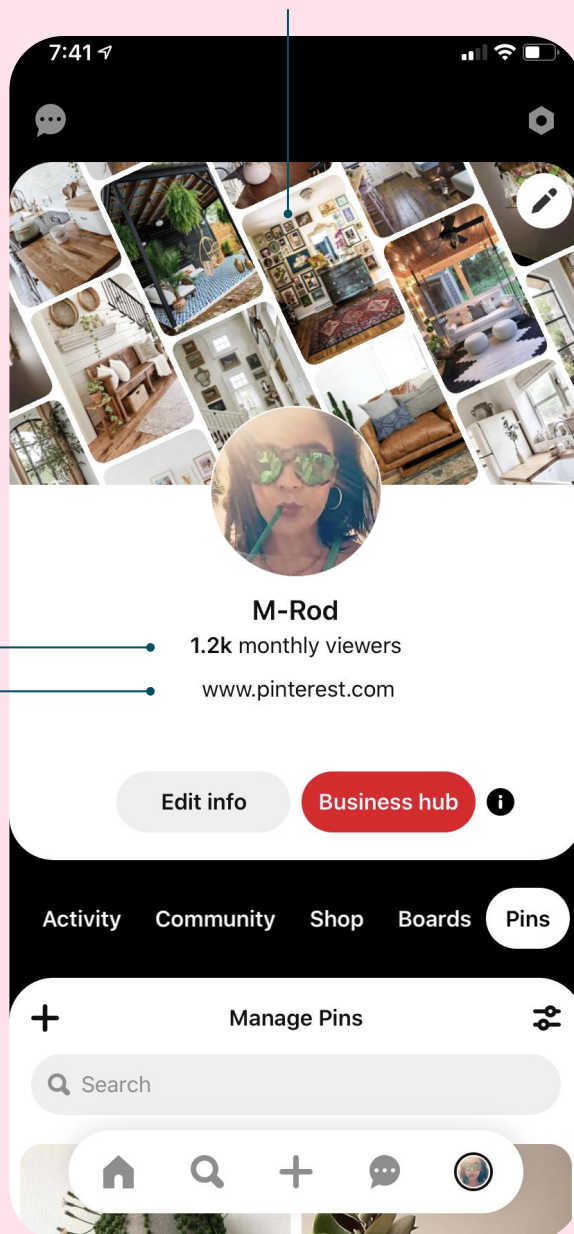 7:41
M-Rod
1.2k monthly viewers
www.pinterest.com
Edit info
Business hub
Activity
Community
Shop
Boards
Pins
Manage Pins
Search